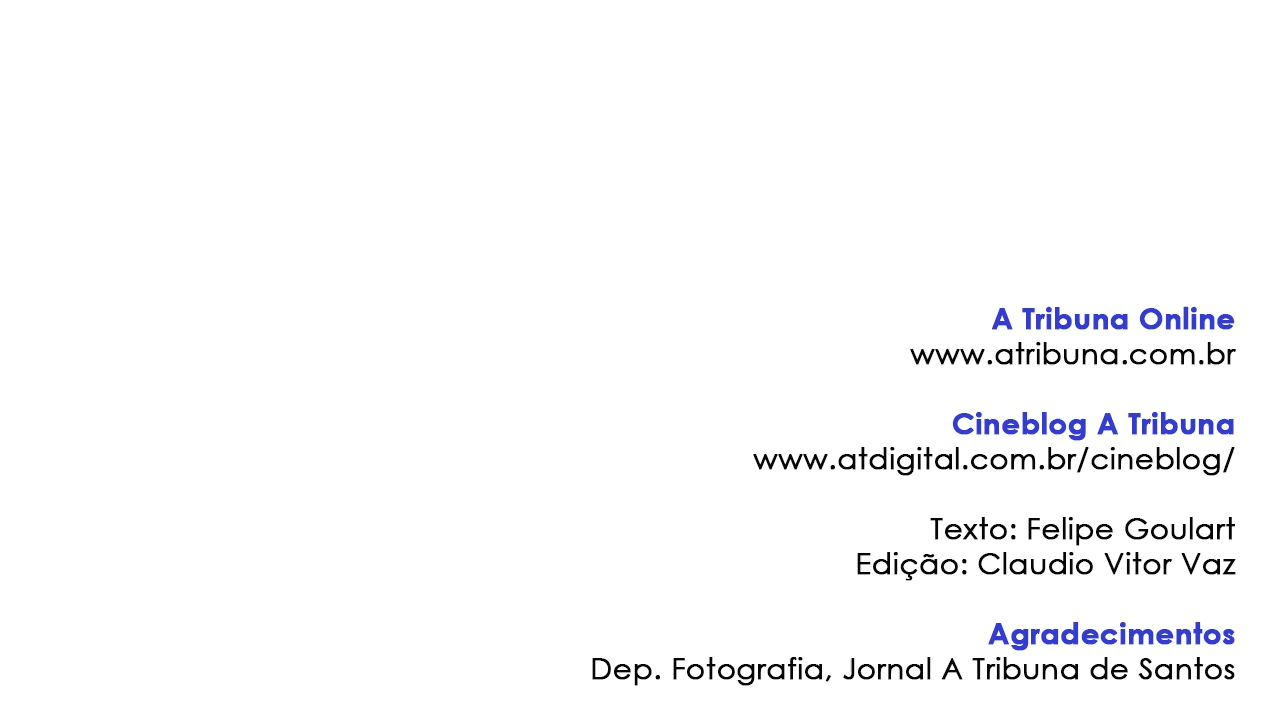 A Tribuna Online
www.atribuna.com.br
Cineblog A Tribuna
www.atdigital.com.br/cineblog/
Texto: Felipe Goulart
Edição: Claudio Vitor Vaz
Agradecimentos
Dep. Fotografia, Jornal A Tribuna de Santos